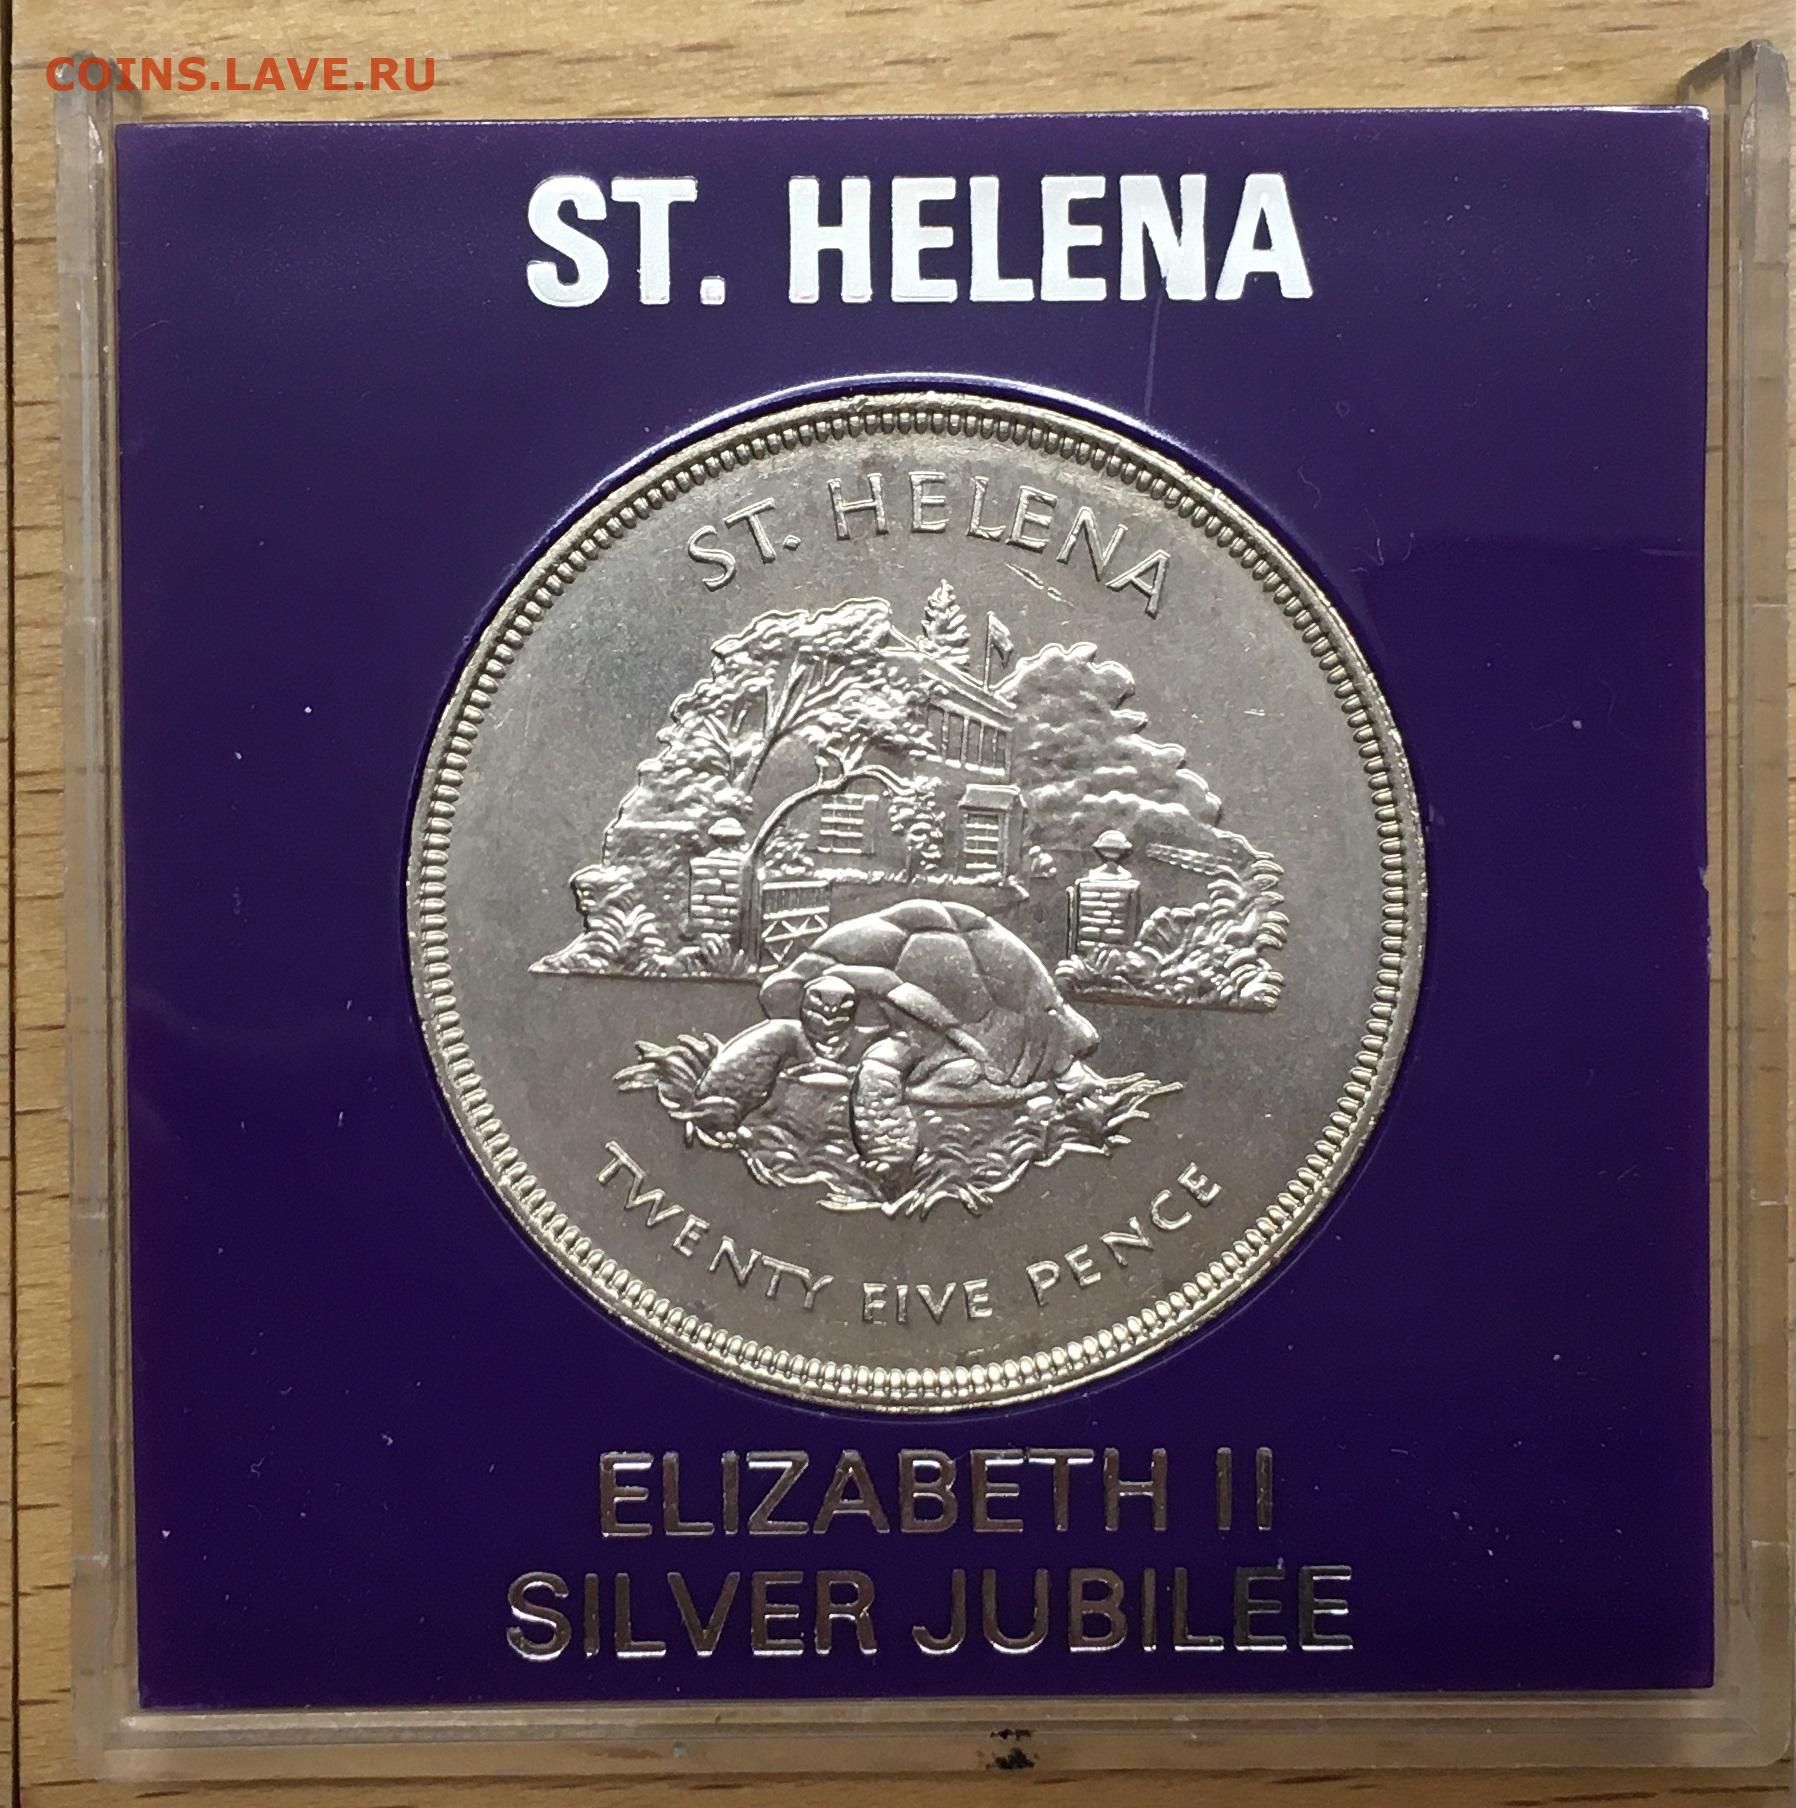 COINS.LAVE.RU
ST. HELENA
ST. HELENA
TWENTY FIVE PENCE
ELIZABETH II
SILVER JUBILEE